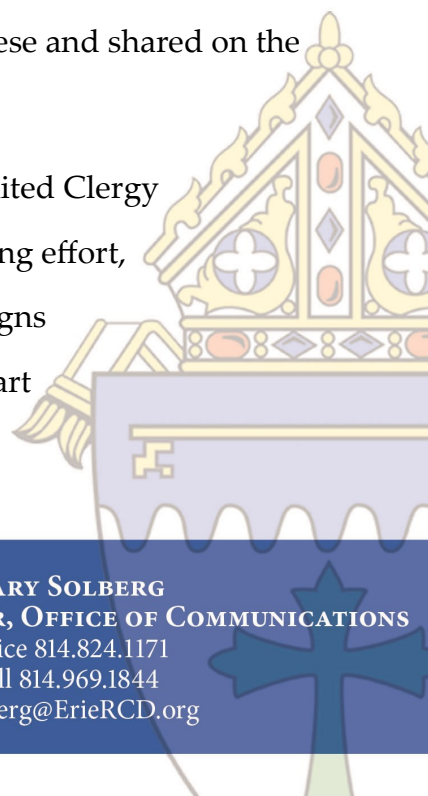 ese and shared on the
ited Clergy
ng effort,
igns
art
ARY SOLBERG
R, OFFICE OF COMMUNICATIONS
ice 814.824.1171
ll 814.969.1844
erg@ErieRCD.org